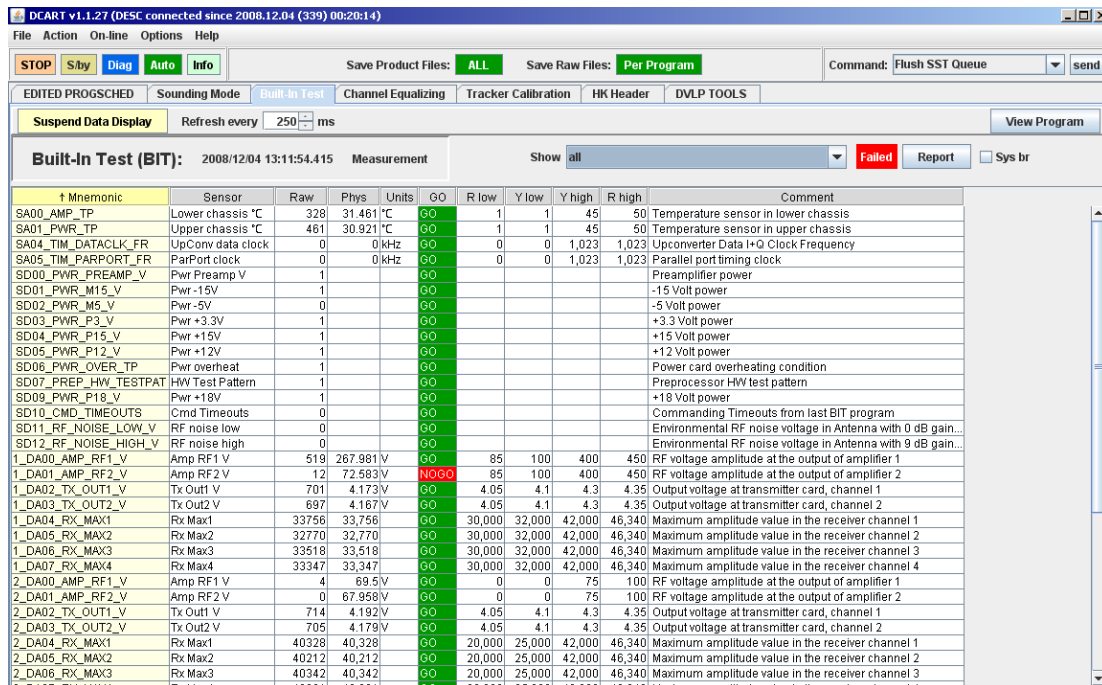 DCART v1.1.27 (DESC connected since 2008.12.04 (339) 00:20:14)
File Action On-line Options Help
STOP S/by Diag Auto Info Save Product Files: ALL Save Raw Files: Per Program Command: Flush SST Queue send
EDITED PROGSCHED Sounding Mode Built-In Test Channel Equalizing Tracker Calibration HK Header DVLP TOOLS
Suspend Data Display Refresh every 250 ms View Program
Built-In Test (BIT): 2008/12/04 13:11:54.415 Measurement Show all Failed Report Sys br
↑ Mnemonic Sensor Raw Phys Units GO R low Y low Y high R high Comment
SA00_AMP_TP Lower chassis °C 328 31.461 °C GO 1 1 45 50 Temperature sensor in lower chassis
SA01_PWR_TP Upper chassis °C 461 30.921 °C GO 1 1 45 50 Temperature sensor in upper chassis
SA04_TIM_DATACLK_FR UpConv data clock 0 0 kHz GO 0 0 1,023 1,023 Upconverter Data I+Q Clock Frequency
SA05_TIM_PARPORT_FR ParPort clock 0 0 kHz GO 0 0 1,023 1,023 Parallel port timing clock
SD00_PWR_PREAMP_V Pwr Preamp V 1 GO Preamplifier power
SD01_PWR_M15_V Pwr -15V 1 GO -15 Volt power
SD02_PWR_M5_V Pwr -5V 0 GO -5 Volt power
SD03_PWR_P3_V Pwr +3.3V 1 GO +3.3 Volt power
SD04_PWR_P15_V Pwr +15V 1 GO +15 Volt power
SD05_PWR_P12_V Pwr +12V 1 GO +12 Volt power
SD06_PWR_OVER_TP Pwr overheat 1 GO Power card overheating condition
SD07_PREP_HW_TESTPAT HW Test Pattern 1 GO Preprocessor HW test pattern
SD09_PWR_P18_V Pwr +18V 1 GO +18 Volt power
SD10_CMD_TIMEOUTS Cmd Timeouts 0 GO Commanding Timeouts from last BIT program
SD11_RF_NOISE_LOW_V RF noise low 0 GO Environmental RF noise voltage in Antenna with 0 dB gain...
SD12_RF_NOISE_HIGH_V RF noise high 0 GO Environmental RF noise voltage in Antenna with 9 dB gain...
1_DA00_AMP_RF1_V Amp RF1 V 519 267.981 V GO 85 100 400 450 RF voltage amplitude at the output of amplifier 1
1_DA01_AMP_RF2_V Amp RF2 V 12 72.583 V NOGO 85 100 400 450 RF voltage amplitude at the output of amplifier 2
1_DA02_TX_OUT1_V Tx Out1 V 701 4.173 V GO 4.05 4.1 4.3 4.35 Output voltage at transmitter card, channel 1
1_DA03_TX_OUT2_V Tx Out2 V 697 4.167 V GO 4.05 4.1 4.3 4.35 Output voltage at transmitter card, channel 2
1_DA04_RX_MAX1 Rx Max1 33756 33,756 GO 30,000 32,000 42,000 46,340 Maximum amplitude value in the receiver channel 1
1_DA05_RX_MAX2 Rx Max2 32770 32,770 GO 30,000 32,000 42,000 46,340 Maximum amplitude value in the receiver channel 2
1_DA06_RX_MAX3 Rx Max3 33518 33,518 GO 30,000 32,000 42,000 46,340 Maximum amplitude value in the receiver channel 3
1_DA07_RX_MAX4 Rx Max4 33347 33,347 GO 30,000 32,000 42,000 46,340 Maximum amplitude value in the receiver channel 4
2_DA00_AMP_RF1_V Amp RF1 V 4 69.5 V GO 0 0 75 100 RF voltage amplitude at the output of amplifier 1
2_DA01_AMP_RF2_V Amp RF2 V 0 67.958 V GO 0 0 75 100 RF voltage amplitude at the output of amplifier 2
2_DA02_TX_OUT1_V Tx Out1 V 714 4.192 V GO 4.05 4.1 4.3 4.35 Output voltage at transmitter card, channel 1
2_DA03_TX_OUT2_V Tx Out2 V 705 4.179 V GO 4.05 4.1 4.3 4.35 Output voltage at transmitter card, channel 2
2_DA04_RX_MAX1 Rx Max1 40328 40,328 GO 20,000 25,000 42,000 46,340 Maximum amplitude value in the receiver channel 1
2_DA05_RX_MAX2 Rx Max2 40212 40,212 GO 20,000 25,000 42,000 46,340 Maximum amplitude value in the receiver channel 2
2_DA06_RX_MAX3 Rx Max3 40342 40,342 GO 20,000 25,000 42,000 46,340 Maximum amplitude value in the receiver channel 3